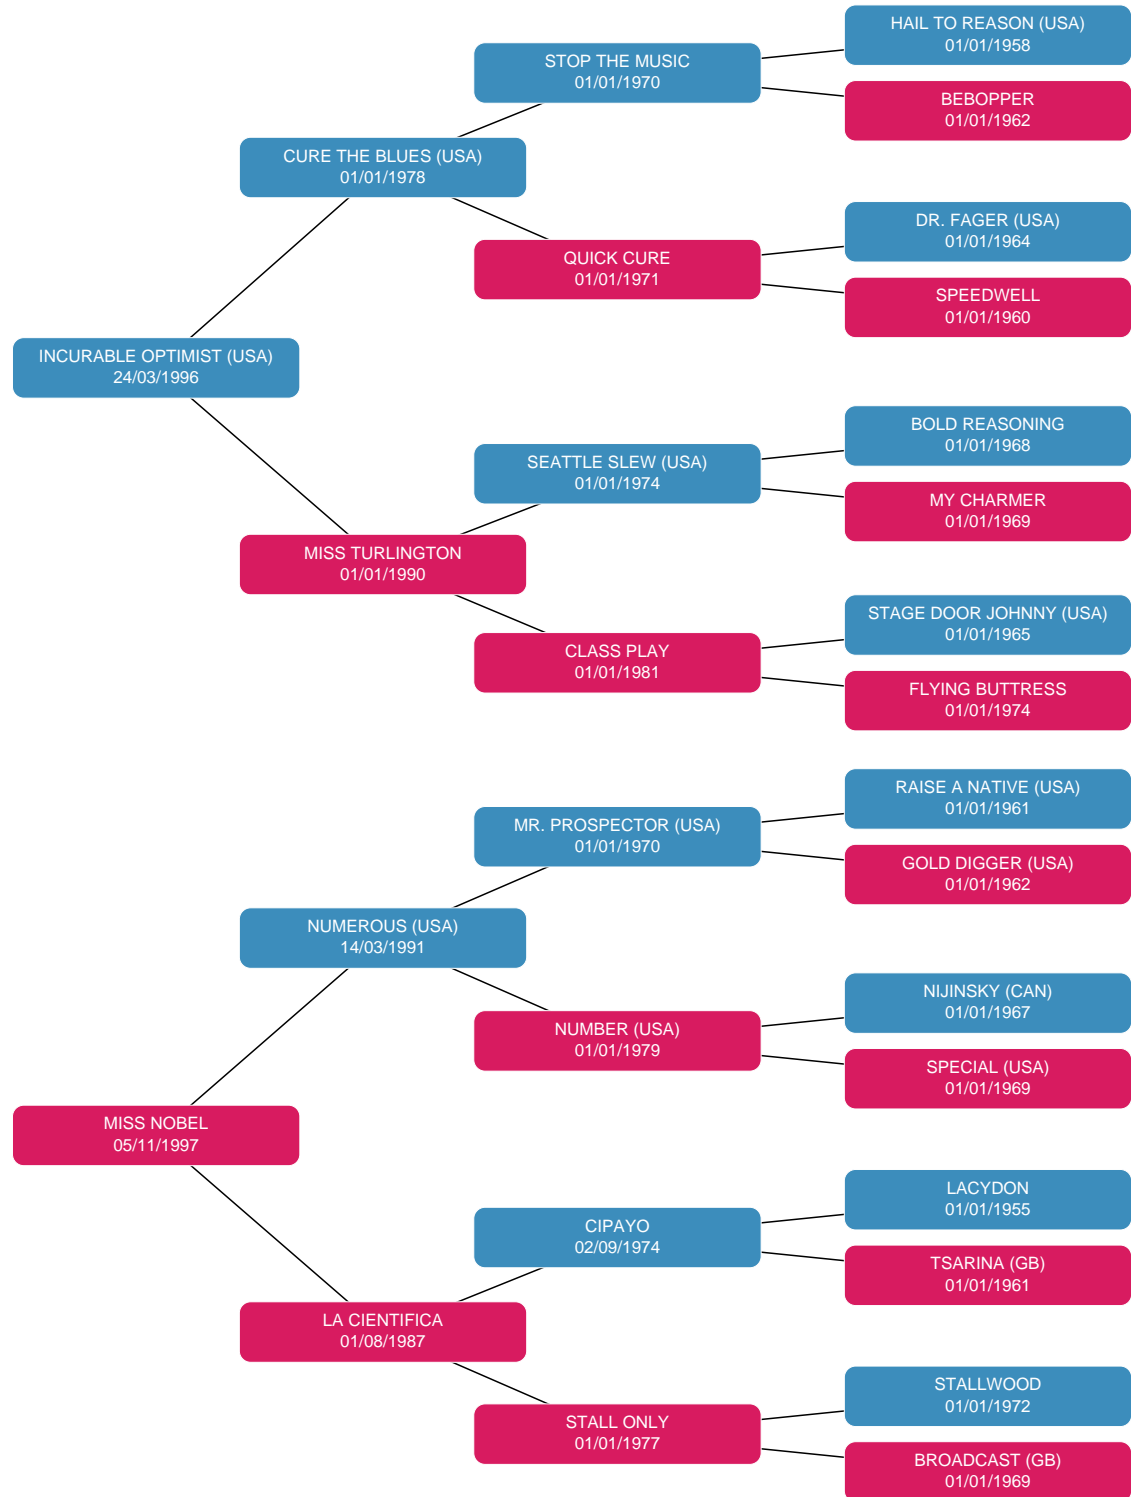 HAIL TO REASON (USA)
01/01/1958
STOP THE MUSIC
01/01/1970
BEBOPPER
01/01/1962
CURE THE BLUES (USA)
01/01/1978
DR. FAGER (USA)
01/01/1964
QUICK CURE
01/01/1971
SPEEDWELL
01/01/1960
INCURABLE OPTIMIST (USA)
24/03/1996
BOLD REASONING
01/01/1968
SEATTLE SLEW (USA)
01/01/1974
MY CHARMER
01/01/1969
MISS TURLINGTON
01/01/1990
STAGE DOOR JOHNNY (USA)
01/01/1965
CLASS PLAY
01/01/1981
FLYING BUTTRESS
01/01/1974
RAISE A NATIVE (USA)
01/01/1961
MR. PROSPECTOR (USA)
01/01/1970
GOLD DIGGER (USA)
01/01/1962
NUMEROUS (USA)
14/03/1991
NIJINSKY (CAN)
01/01/1967
NUMBER (USA)
01/01/1979
SPECIAL (USA)
01/01/1969
MISS NOBEL
05/11/1997
LACYDON
01/01/1955
CIPAYO
02/09/1974
TSARINA (GB)
01/01/1961
LA CIENTIFICA
01/08/1987
STALLWOOD
01/01/1972
STALL ONLY
01/01/1977
BROADCAST (GB)
01/01/1969